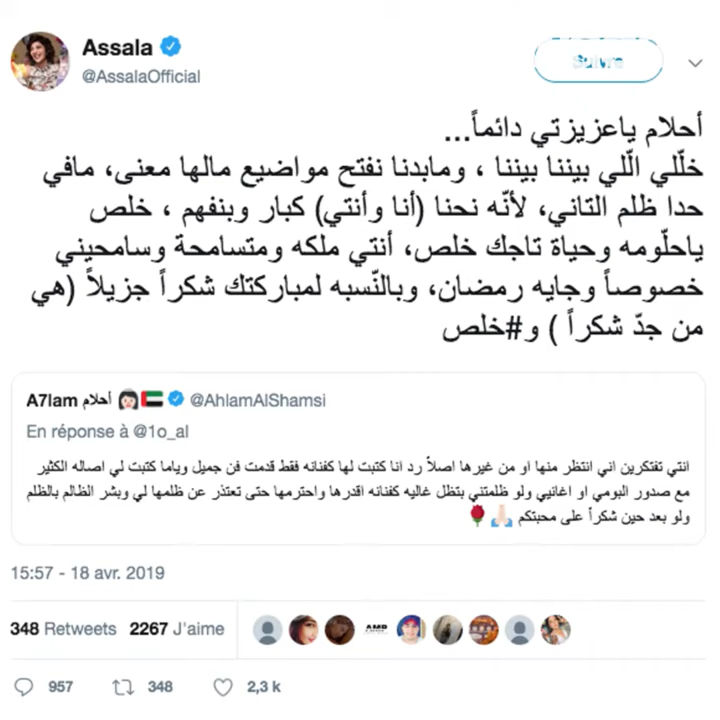 Assala
@AssalaOfficial
Suivre
أحلام ياعزيزتي دائماً...
خلّلي الّلي بيننا بيننا ، ومابدنا نفتح مواضيع مالها معنى، مافي
حدا ظلم التاني، لأنّه نحنا (أنا وأنتي) كبار وبنفهم ، خلص
ياحلّومه وحياة تاجك خلص، أنتي ملكه ومتسامحة وسامحيني
خصوصاً وجايه رمضان، وبالنّسبه لمباركتك شكراً جزيلاً (هي
من جدّ شكراً ) و#خلص
A7lam أحلام @AhlamAlShamsi
En réponse à @1o_al
انتي تفتكرين اني انتظر منها او من غيرها اصلاً رد انا كتبت لها كفنانه فقط قدمت فن جميل وياما كتبت لي اصاله الكثير
مع صدور البومي او اغانيي ولو ظلمتني بتظل غاليه كفنانه اقدرها واحترمها حتى تعتذر عن ظلمها لي وبشر الظالم بالظلم
ولو بعد حين شكراً على محبتكم 🙏🏻🌹
15:57 - 18 avr. 2019
348 Retweets 2267 J'aime
957 348 2,3 k